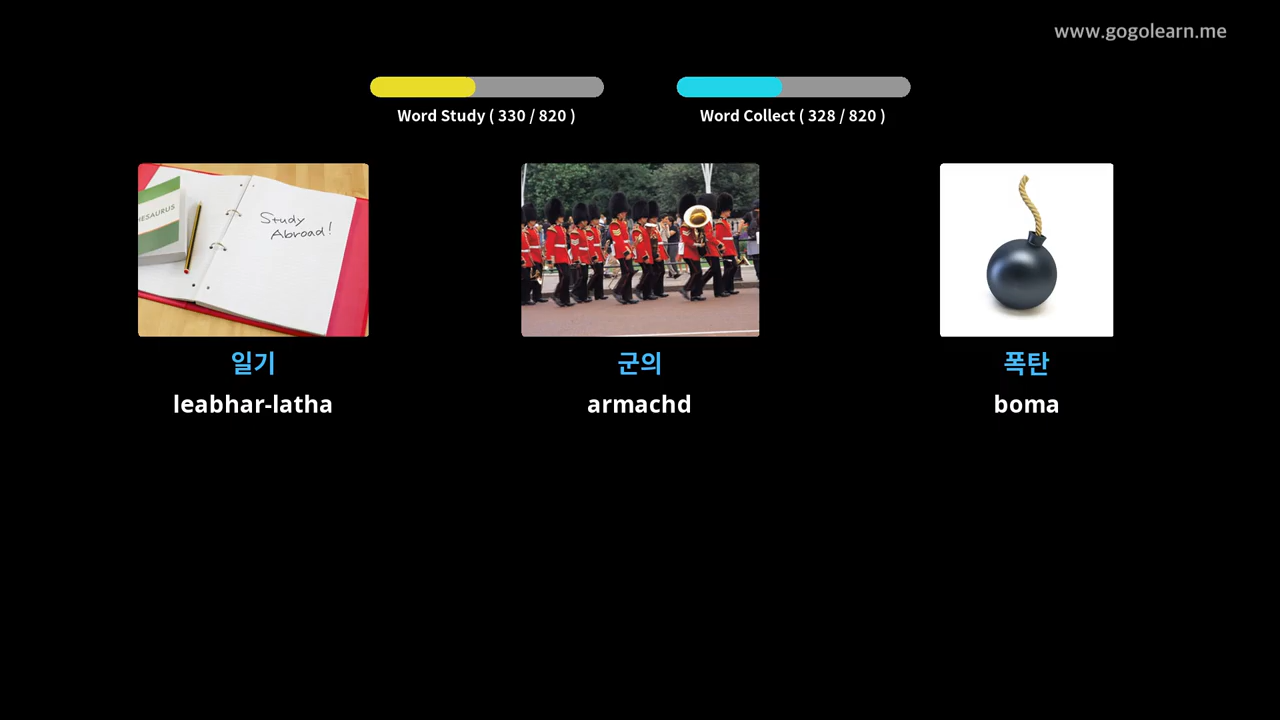 www.gogolearn.me
Word Study ( 330 / 820 )
Word Collect ( 328 / 820 )
HESAURUS
Study
Abroad!
일기
군의
폭탄
leabhar-latha
armachd
boma